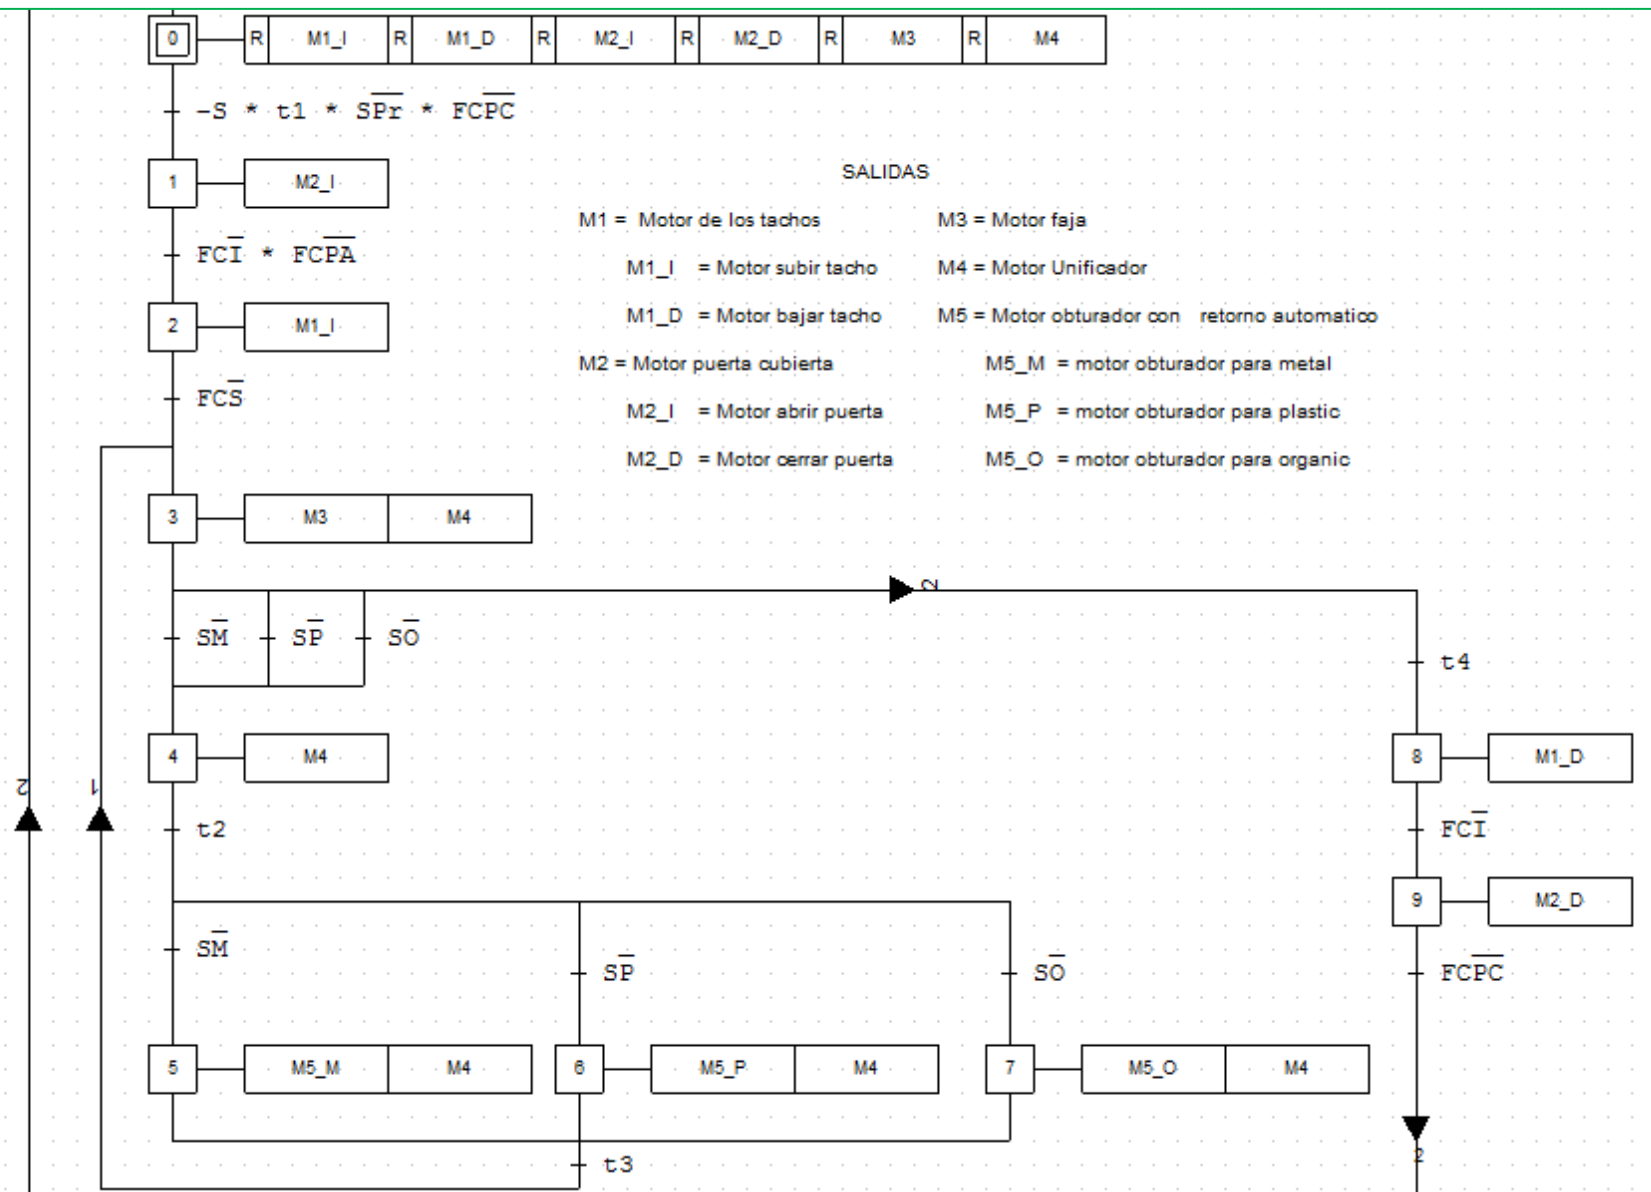 0 R M1_I R M1_D R M2_I R M2_D R M3 R M4
-S * t1 * S̅P̅r̅ * FCP̅C̅
1 M2_I
SALIDAS
M1 = Motor de los tachos M3 = Motor faja
FCI̅ * FCP̅A̅
M1_I = Motor subir tacho M4 = Motor Unificador
2 M1_I
M1_D = Motor bajar tacho M5 = Motor obturador con retorno automatico
M2 = Motor puerta cubierta M5_M = motor obturador para metal
FCS̅
M2_I = Motor abrir puerta M5_P = motor obturador para plastic
M2_D = Motor cerrar puerta M5_O = motor obturador para organic
3 M3 M4
2
SM̅ SP̅ SO̅
t4
4 M4 8 M1_D
2 1
t2 FCI̅
9 M2_D
SM̅ SP̅ SO̅ FCP̅C̅
5 M5_M M4 6 M5_P M4 7 M5_O M4
2
t3